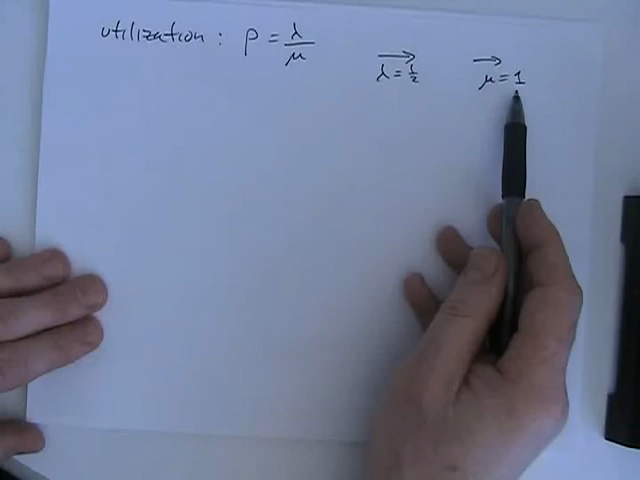 utilization : ρ = λ/μ
λ = 1/2 μ = 1